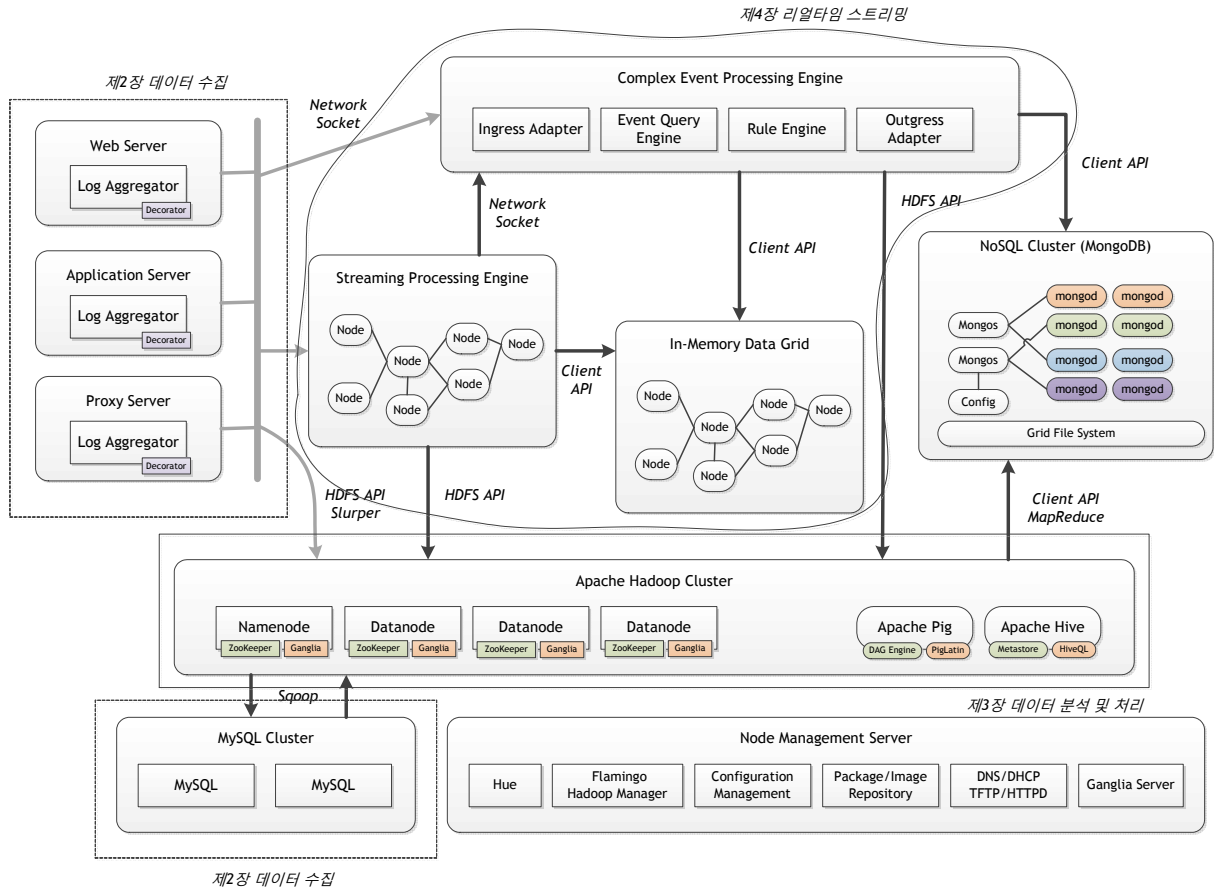 제4장 리얼타임 스트리밍
제2장 데이터 수집
Network
Socket
Complex Event Processing Engine
Ingress Adapter
Event Query
Engine
Rule Engine
Outgress
Adapter
Client API
Web Server
Log Aggregator
Decorator
Application Server
Log Aggregator
Decorator
Proxy Server
Log Aggregator
Decorator
Network
Socket
Client API
HDFS API
Streaming Processing Engine
Node
Node
Node
Node
Node
Node
Node
Client
API
In-Memory Data Grid
Node
Node
Node
Node
Node
Node
Node
NoSQL Cluster (MongoDB)
Mongos
Mongos
Config
mongod
mongod
mongod
mongod
mongod
mongod
mongod
mongod
Grid File System
HDFS API
Slurper
HDFS API
Client API
MapReduce
Apache Hadoop Cluster
Namenode
ZooKeeper
Ganglia
Datanode
ZooKeeper
Ganglia
Datanode
ZooKeeper
Ganglia
Datanode
ZooKeeper
Ganglia
Apache Pig
DAG Engine
PigLatin
Apache Hive
Metastore
HiveQL
Sqoop
제3장 데이터 분석 및 처리
MySQL Cluster
MySQL
MySQL
Node Management Server
Hue
Flamingo
Hadoop Manager
Configuration
Management
Package/Image
Repository
DNS/DHCP
TFTP/HTTPD
Ganglia Server
제2장 데이터 수집